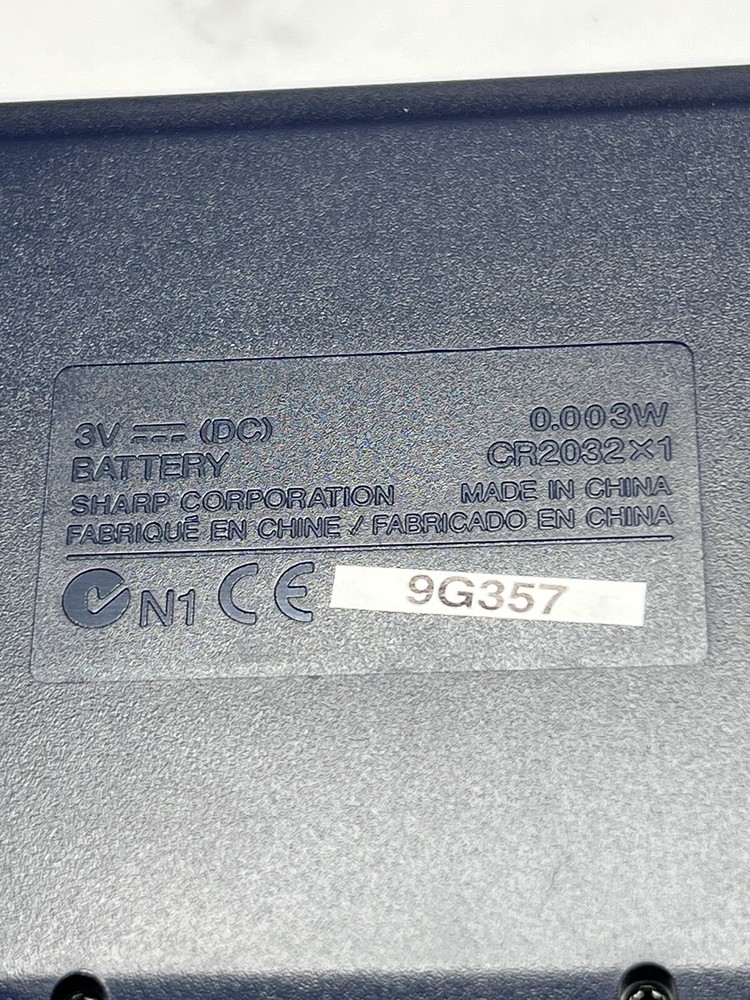 3V ⎓ (DC) 0.003W
BATTERY CR2032×1
SHARP CORPORATION MADE IN CHINA
FABRIQUÉ EN CHINE / FABRICADO EN CHINA
N1 CE 9G357